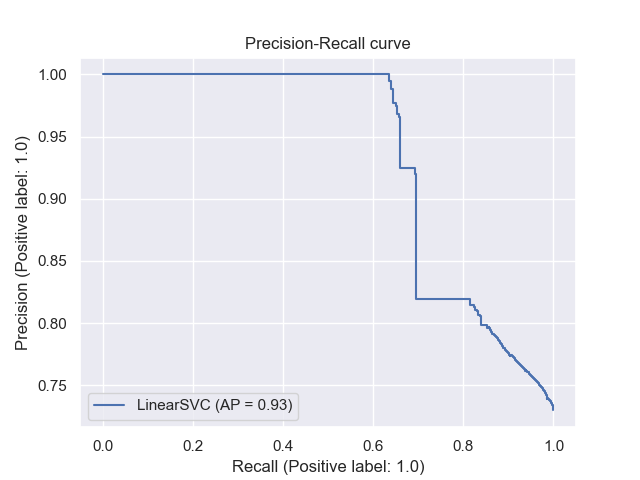 Precision-Recall curve
1.00
0.95
0.90
0.85
0.80
0.75
Precision (Positive label: 1.0)
LinearSVC (AP = 0.93)
0.0 0.2 0.4 0.6 0.8 1.0
Recall (Positive label: 1.0)